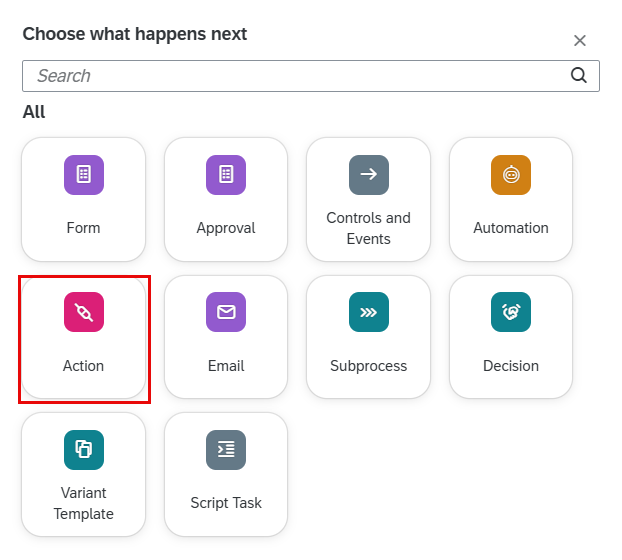 Choose what happens next
Search
All
Form
Approval
Controls and
Events
Automation
Action
Email
Subprocess
Decision
Variant
Template
Script Task